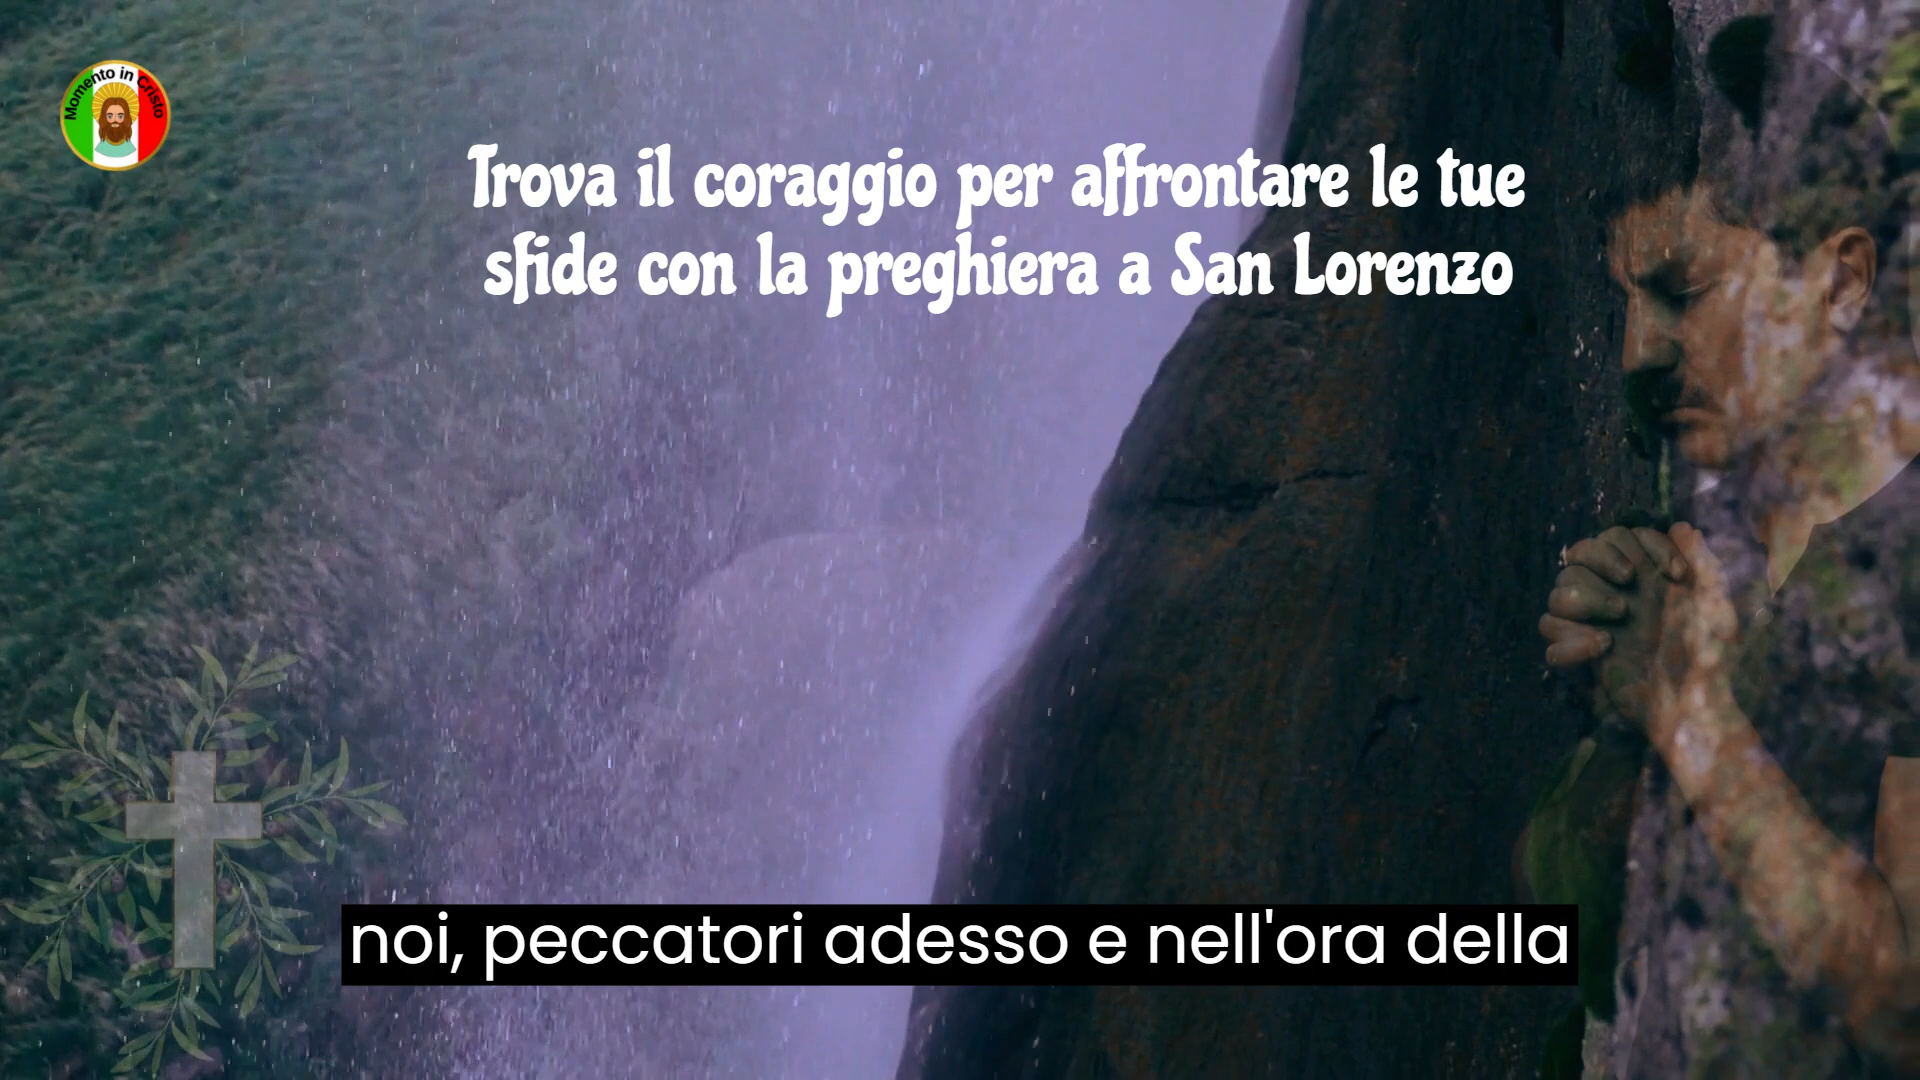 Momento in Cristo
Trova il coraggio per affrontare le tue
sfide con la preghiera a San Lorenzo
noi, peccatori adesso e nell'ora della